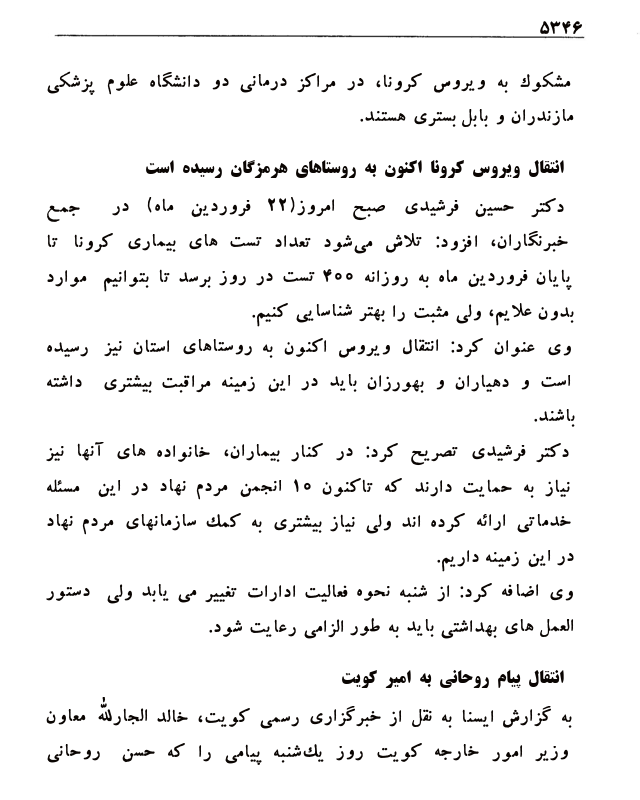 ۵۳۴۶
مشکوك به ویروس کرونا، در مراکز درمانی دو دانشگاه علوم پزشکی
مازندران و بابل بستری هستند.
انتقال ویروس کرونا اکنون به روستاهای هرمزگان رسیده است
دکتر حسین فرشیدی صبح امروز(۲۲ فروردین ماه) در جمع
خبرنگاران، افزود: تلاش می‌شود تعداد تست های بیماری کرونا تا
پایان فروردین ماه به روزانه ۴۰۰ تست در روز برسد تا بتوانیم موارد
بدون علایم، ولی مثبت را بهتر شناسایی کنیم.
وی عنوان کرد: انتقال ویروس اکنون به روستاهای استان نیز رسیده
است و دهیاران و بهورزان باید در این زمینه مراقبت بیشتری داشته
باشند.
دکتر فرشیدی تصریح کرد: در کنار بیماران، خانواده های آنها نیز
نیاز به حمایت دارند که تاکنون ۱۰ انجمن مردم نهاد در این مسئله
خدماتی ارائه کرده اند ولی نیاز بیشتری به کمك سازمانهای مردم نهاد
در این زمینه داریم.
وی اضافه کرد: از شنبه نحوه فعالیت ادارات تغییر می یابد ولی دستور
العمل های بهداشتی باید به طور الزامی رعایت شود.
انتقال پیام روحانی به امیر کویت
به گزارش ایسنا به نقل از خبرگزاری رسمی کویت، خالد الجارلله معاون
وزیر امور خارجه کویت روز یك‌شنبه پیامی را که حسن روحانی